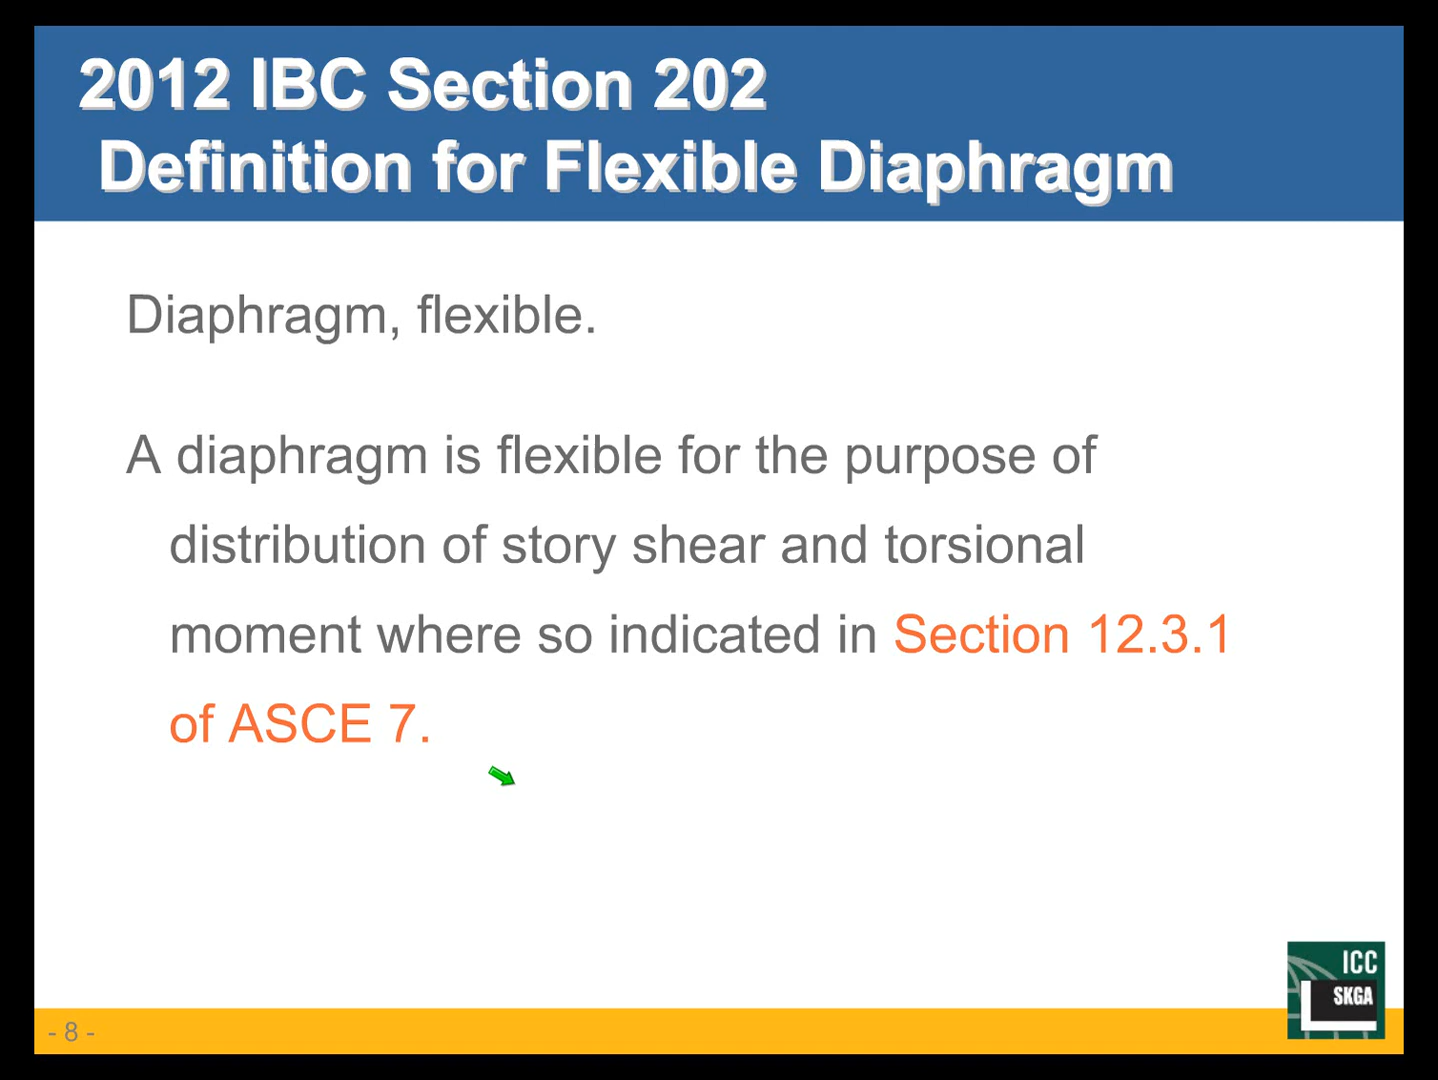 2012 IBC Section 202
Definition for Flexible Diaphragm
Diaphragm, flexible.
A diaphragm is flexible for the purpose of
distribution of story shear and torsional
moment where so indicated in Section 12.3.1
of ASCE 7.
ICC
SKGA
- 8 -